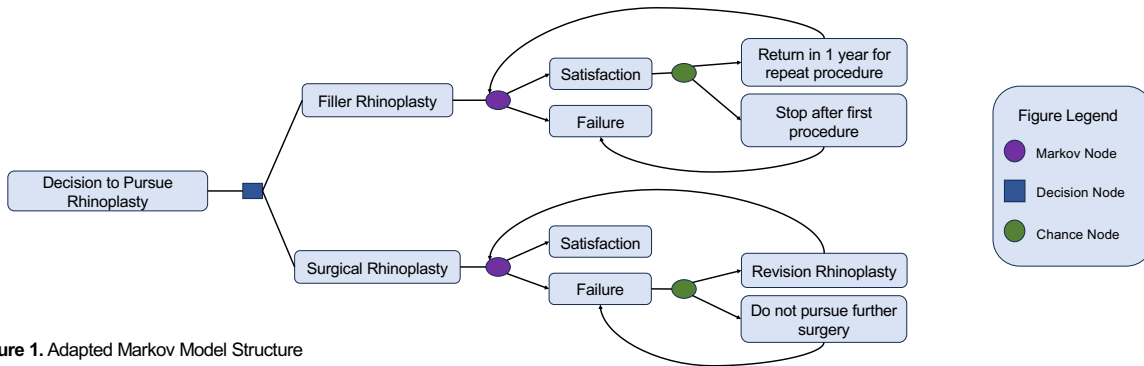 Return in 1 year for
repeat procedure
Satisfaction
Filler Rhinoplasty
Failure
Stop after first
procedure
Decision to Pursue
Rhinoplasty
Satisfaction
Surgical Rhinoplasty
Failure
Revision Rhinoplasty
Do not pursue further
surgery
Figure Legend
Markov Node
Decision Node
Chance Node
ure 1. Adapted Markov Model Structure